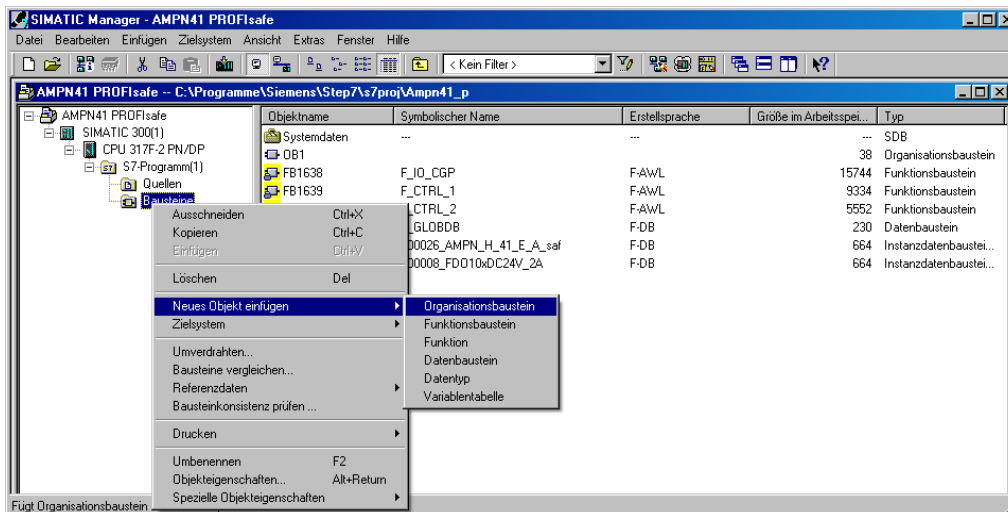 SIMATIC Manager - AMPN41 PROFIsafe
Datei Bearbeiten Einfügen Zielsystem Ansicht Extras Fenster Hilfe
< Kein Filter >
AMPN41 PROFIsafe -- C:\Programme\Siemens\Step7\s7proj\Ampn41_p
AMPN41 PROFIsafe
SIMATIC 300(1)
CPU 317F-2 PN/DP
S7-Programm(1)
Quellen
Bausteine
Objektname Symbolischer Name Erstellsprache Größe im Arbeitsspei... Typ
Systemdaten --- --- --- SDB
OB1 38 Organisationsbaustein
FB1638 F_IO_CGP F-AWL 15744 Funktionsbaustein
FB1639 F_CTRL_1 F-AWL 9334 Funktionsbaustein
_CTRL_2 F-AWL 5552 Funktionsbaustein
_GLOBDB F-DB 230 Datenbaustein
00026_AMPN_H_41_E_A_saf F-DB 664 Instanzdatenbaustei...
00008_FDO10xDC24V_2A F-DB 664 Instanzdatenbaustei...
Ausschneiden Ctrl+X
Kopieren Ctrl+C
Einfügen Ctrl+V
Löschen Del
Neues Objekt einfügen
Zielsystem
Umverdrahten...
Bausteine vergleichen...
Referenzdaten
Bausteinkonsistenz prüfen ...
Drucken
Umbenennen F2
Objekteigenschaften... Alt+Return
Spezielle Objekteigenschaften
Organisationsbaustein
Funktionsbaustein
Funktion
Datenbaustein
Datentyp
Variablentabelle
Fügt Organisationsbaustein